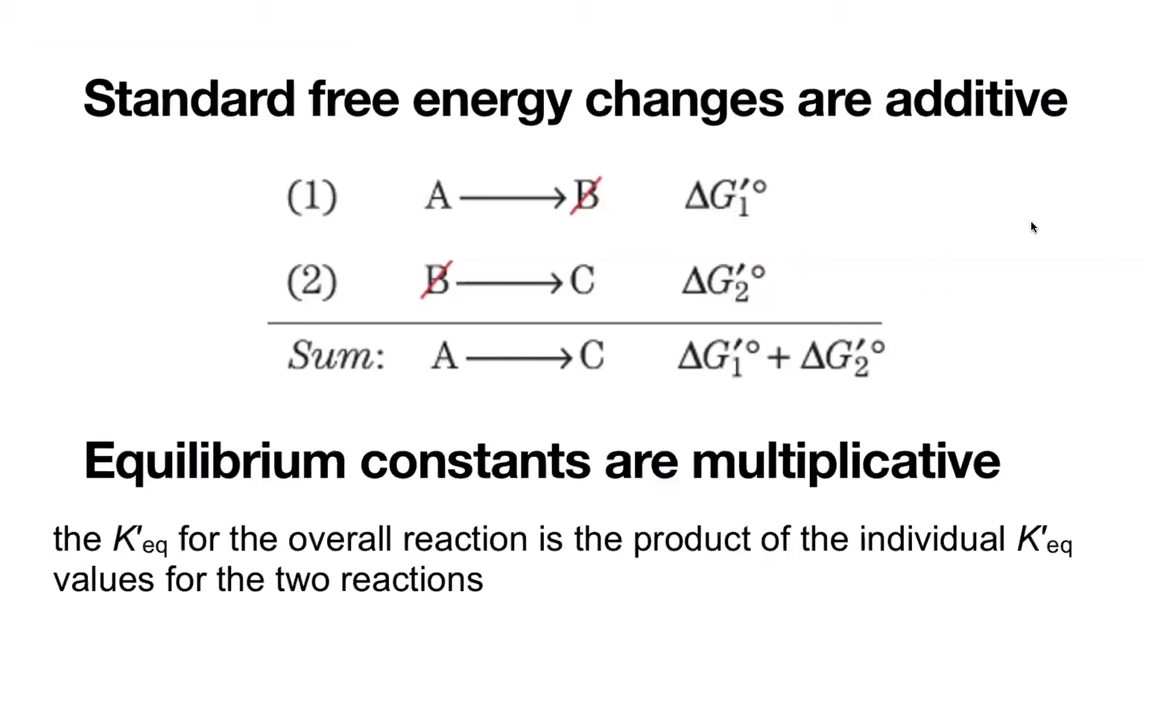 Standard free energy changes are additive
(1) A ⟶ B ΔG′°₁
(2) B ⟶ C ΔG′°₂
Sum: A ⟶ C ΔG′°₁ + ΔG′°₂
Equilibrium constants are multiplicative
the K′eq for the overall reaction is the product of the individual K′eq
values for the two reactions